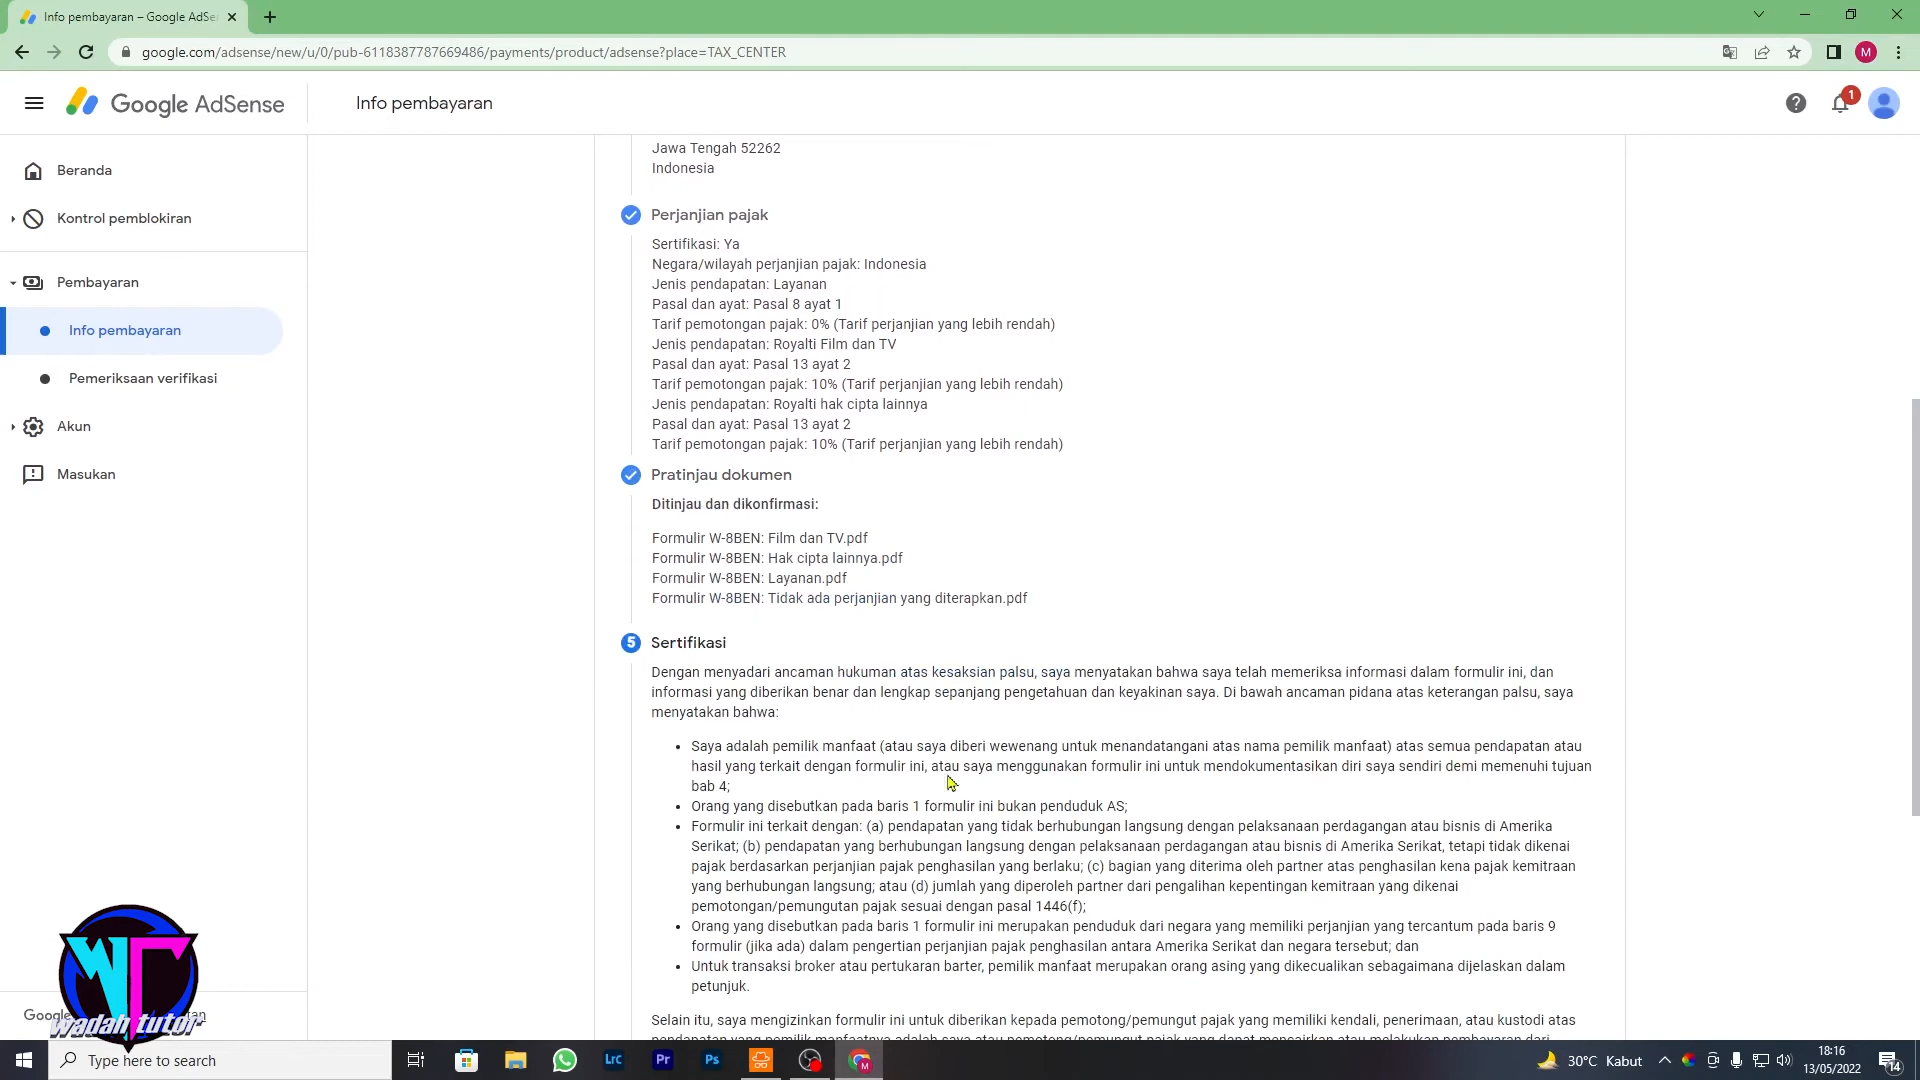 Info pembayaran – Google AdSe
google.com/adsense/new/u/0/pub-6118387787669486/payments/product/adsense?place=TAX_CENTER
M
Google AdSense
Info pembayaran
1
Beranda
Kontrol pemblokiran
Pembayaran
Info pembayaran
Pemeriksaan verifikasi
Akun
Masukan
Jawa Tengah 52262
Indonesia
Perjanjian pajak
Sertifikasi: Ya
Negara/wilayah perjanjian pajak: Indonesia
Jenis pendapatan: Layanan
Pasal dan ayat: Pasal 8 ayat 1
Tarif pemotongan pajak: 0% (Tarif perjanjian yang lebih rendah)
Jenis pendapatan: Royalti Film dan TV
Pasal dan ayat: Pasal 13 ayat 2
Tarif pemotongan pajak: 10% (Tarif perjanjian yang lebih rendah)
Jenis pendapatan: Royalti hak cipta lainnya
Pasal dan ayat: Pasal 13 ayat 2
Tarif pemotongan pajak: 10% (Tarif perjanjian yang lebih rendah)
Pratinjau dokumen
Ditinjau dan dikonfirmasi:
Formulir W-8BEN: Film dan TV.pdf
Formulir W-8BEN: Hak cipta lainnya.pdf
Formulir W-8BEN: Layanan.pdf
Formulir W-8BEN: Tidak ada perjanjian yang diterapkan.pdf
5 Sertifikasi
Dengan menyadari ancaman hukuman atas kesaksian palsu, saya menyatakan bahwa saya telah memeriksa informasi dalam formulir ini, dan
informasi yang diberikan benar dan lengkap sepanjang pengetahuan dan keyakinan saya. Di bawah ancaman pidana atas keterangan palsu, saya
menyatakan bahwa:
• Saya adalah pemilik manfaat (atau saya diberi wewenang untuk menandatangani atas nama pemilik manfaat) atas semua pendapatan atau
hasil yang terkait dengan formulir ini, atau saya menggunakan formulir ini untuk mendokumentasikan diri saya sendiri demi memenuhi tujuan
bab 4;
• Orang yang disebutkan pada baris 1 formulir ini bukan penduduk AS;
• Formulir ini terkait dengan: (a) pendapatan yang tidak berhubungan langsung dengan pelaksanaan perdagangan atau bisnis di Amerika
Serikat; (b) pendapatan yang berhubungan langsung dengan pelaksanaan perdagangan atau bisnis di Amerika Serikat, tetapi tidak dikenai
pajak berdasarkan perjanjian pajak penghasilan yang berlaku; (c) bagian yang diterima oleh partner atas penghasilan kena pajak kemitraan
yang berhubungan langsung; atau (d) jumlah yang diperoleh partner dari pengalihan kepentingan kemitraan yang dikenai
pemotongan/pemungutan pajak sesuai dengan pasal 1446(f);
• Orang yang disebutkan pada baris 1 formulir ini merupakan penduduk dari negara yang memiliki perjanjian yang tercantum pada baris 9
formulir (jika ada) dalam pengertian perjanjian pajak penghasilan antara Amerika Serikat dan negara tersebut; dan
• Untuk transaksi broker atau pertukaran barter, pemilik manfaat merupakan orang asing yang dikecualikan sebagaimana dijelaskan dalam
petunjuk.
Selain itu, saya mengizinkan formulir ini untuk diberikan kepada pemotong/pemungut pajak yang memiliki kendali, penerimaan, atau kustodi atas
Google
wadah tutor
Type here to search
Lrc
Pr
Ps
M
30°C Kabut
18:16
13/05/2022
14